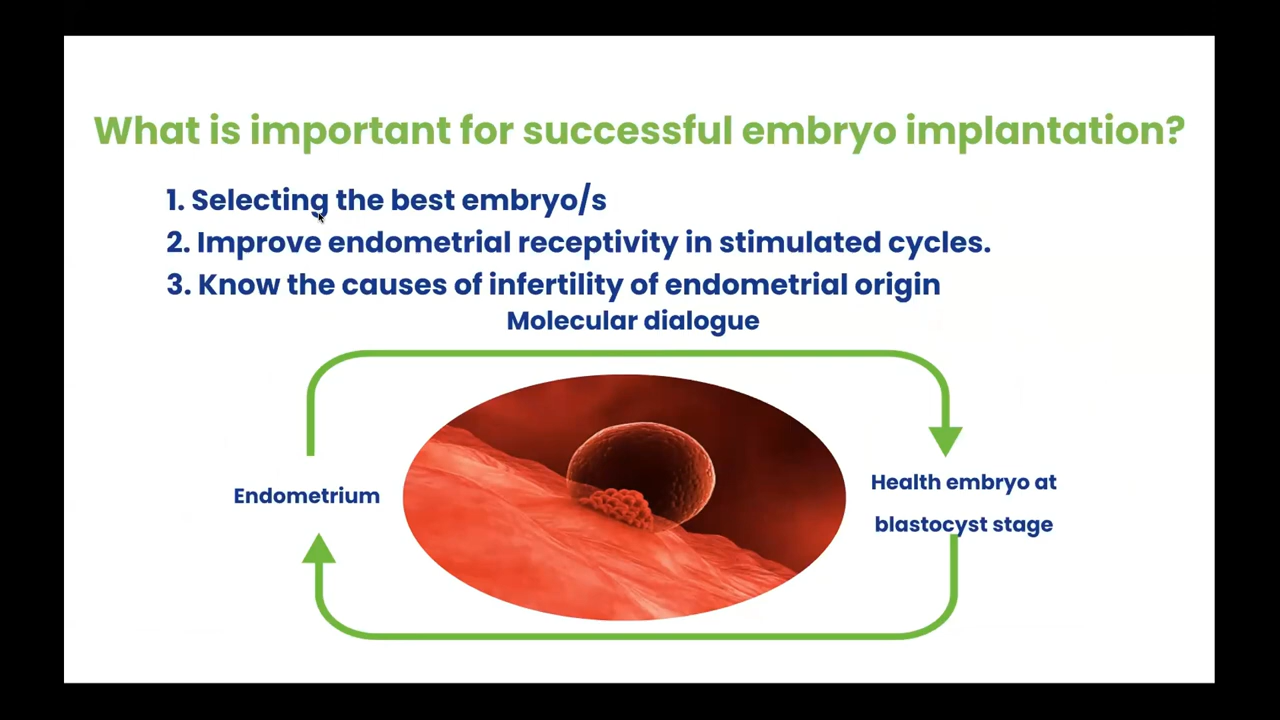 What is important for successful embryo implantation?
1. Selecting the best embryo/s
2. Improve endometrial receptivity in stimulated cycles.
3. Know the causes of infertility of endometrial origin
Molecular dialogue
Endometrium
Health embryo at
blastocyst stage